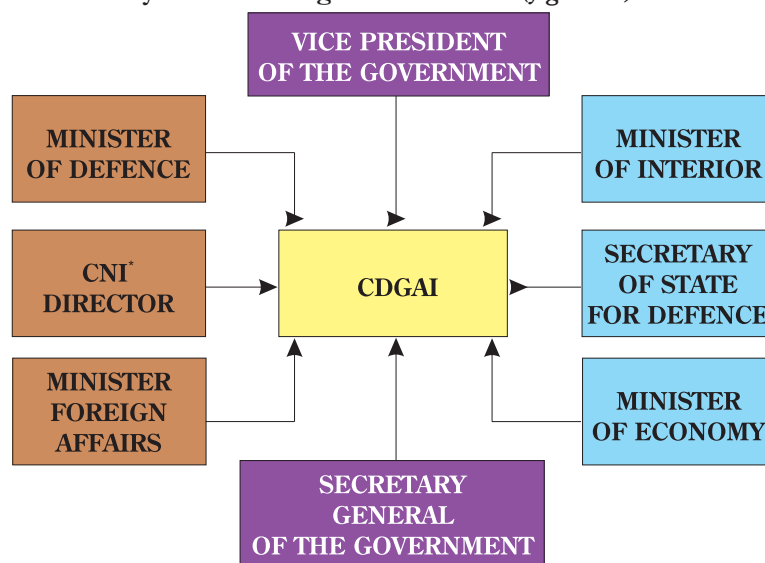 VICE PRESIDENT
OF THE GOVERNMENT
MINISTER
OF DEFENCE
MINISTER
OF INTERIOR
CNI*
DIRECTOR
CDGAI
SECRETARY
OF STATE
FOR DEFENCE
MINISTER
FOREIGN
AFFAIRS
MINISTER
OF ECONOMY
SECRETARY
GENERAL
OF THE GOVERNMENT